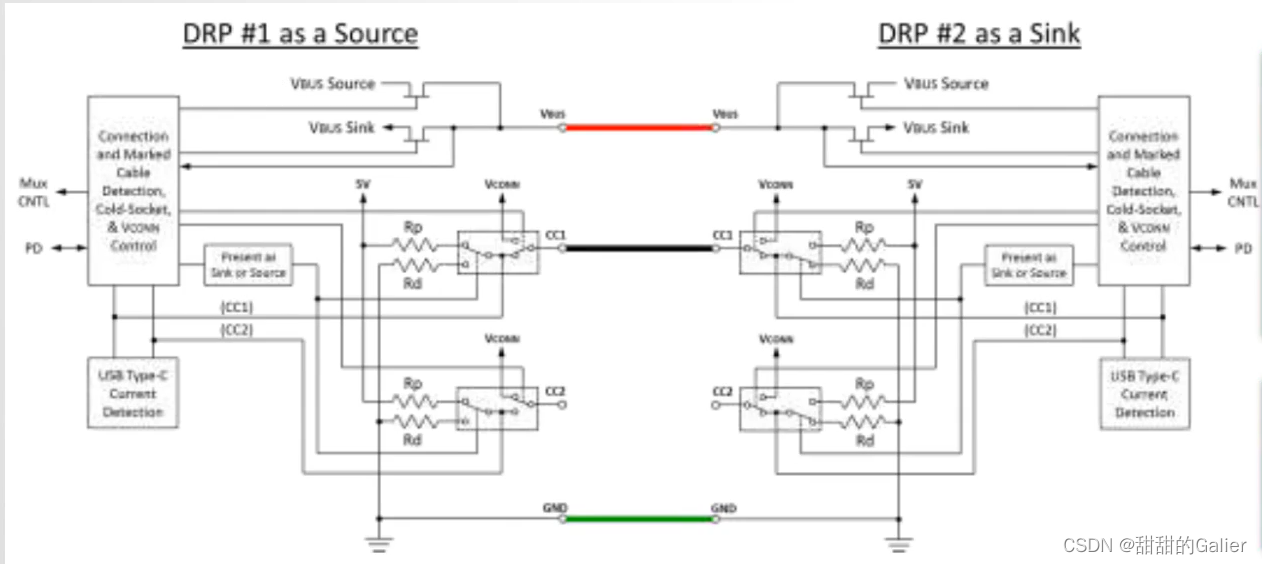 DRP #1 as a Source
DRP #2 as a Sink
VBUS Source
VBUS Source
VBUS
VBUS
VBUS Sink
VBUS Sink
Connection
and Marked
Cable
Detection,
Cold-Socket,
& VCONN
Control
Connection
and Marked
Cable
Detection,
Cold-Socket,
& VCONN
Control
Mux
CNTL
PD
Mux
CNTL
PD
5V
VCONN
VCONN
5V
Rp
CC1
CC1
Rp
Present as
Sink or Source
Rd
Rd
Present as
Sink or Source
(CC1)
(CC1)
(CC2)
(CC2)
VCONN
VCONN
USB Type-C
Current
Detection
Rp
CC2
CC2
Rp
USB Type-C
Current
Detection
Rd
Rd
GND
GND
CSDN @甜甜的Galier